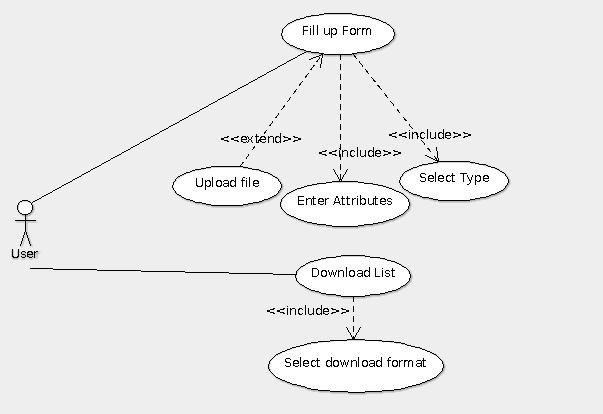 Fill up Form
<<extend>>
<<include>>
<<include>>
Upload file
Enter Attributes
Select Type
User
Download List
<<include>>
Select download format